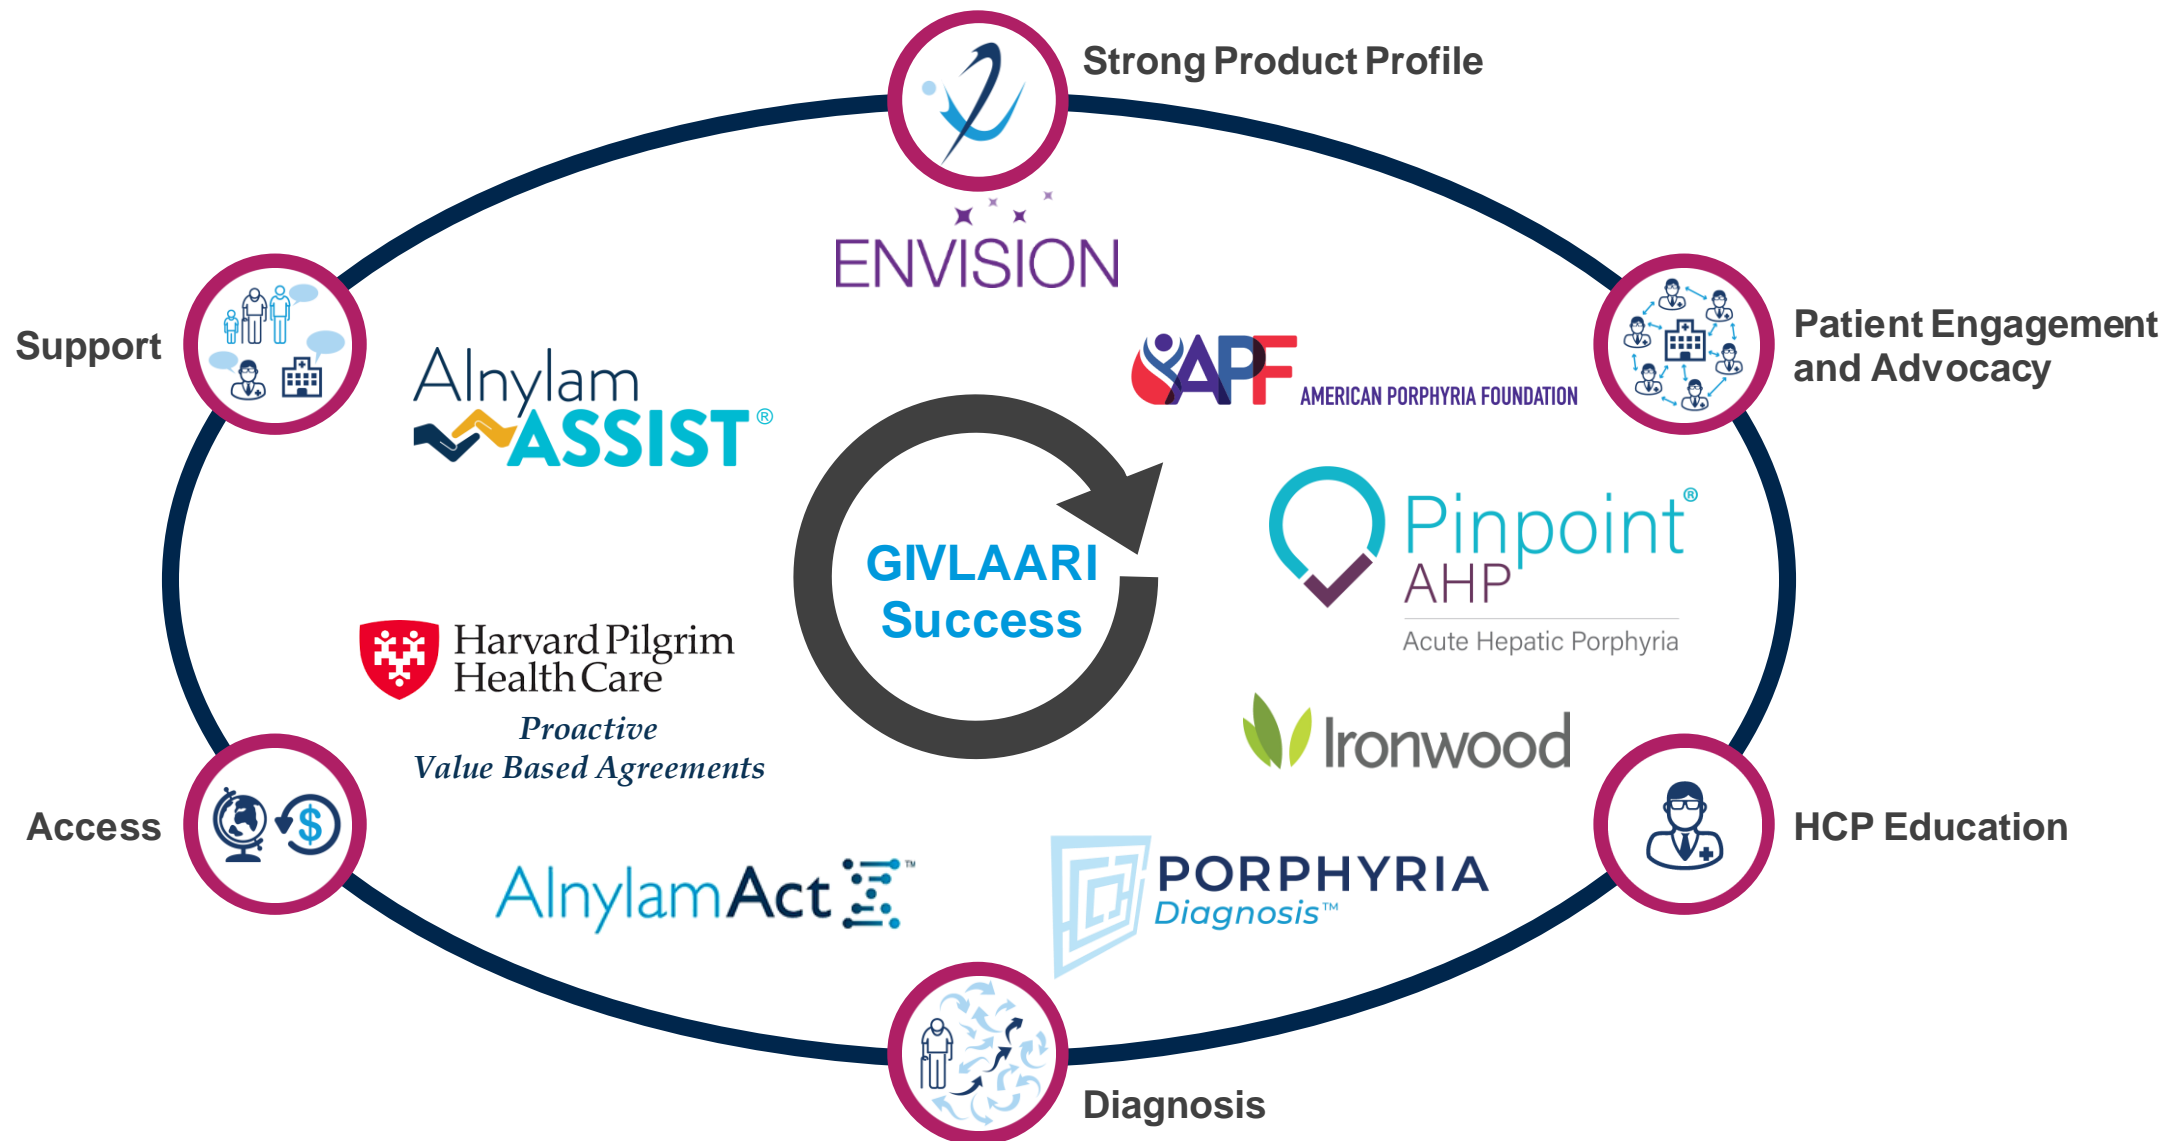 Strong Product Profile
ENVISION
Support
Alnylam
ASSIST®
APF
AMERICAN PORPHYRIA FOUNDATION
Patient Engagement
and Advocacy
GIVLAARI
Success
Pinpoint®
AHP
Acute Hepatic Porphyria
Harvard Pilgrim
Health Care
Proactive
Value Based Agreements
Ironwood
Access
$
HCP Education
AlnylamAct™
PORPHYRIA
Diagnosis™
Diagnosis